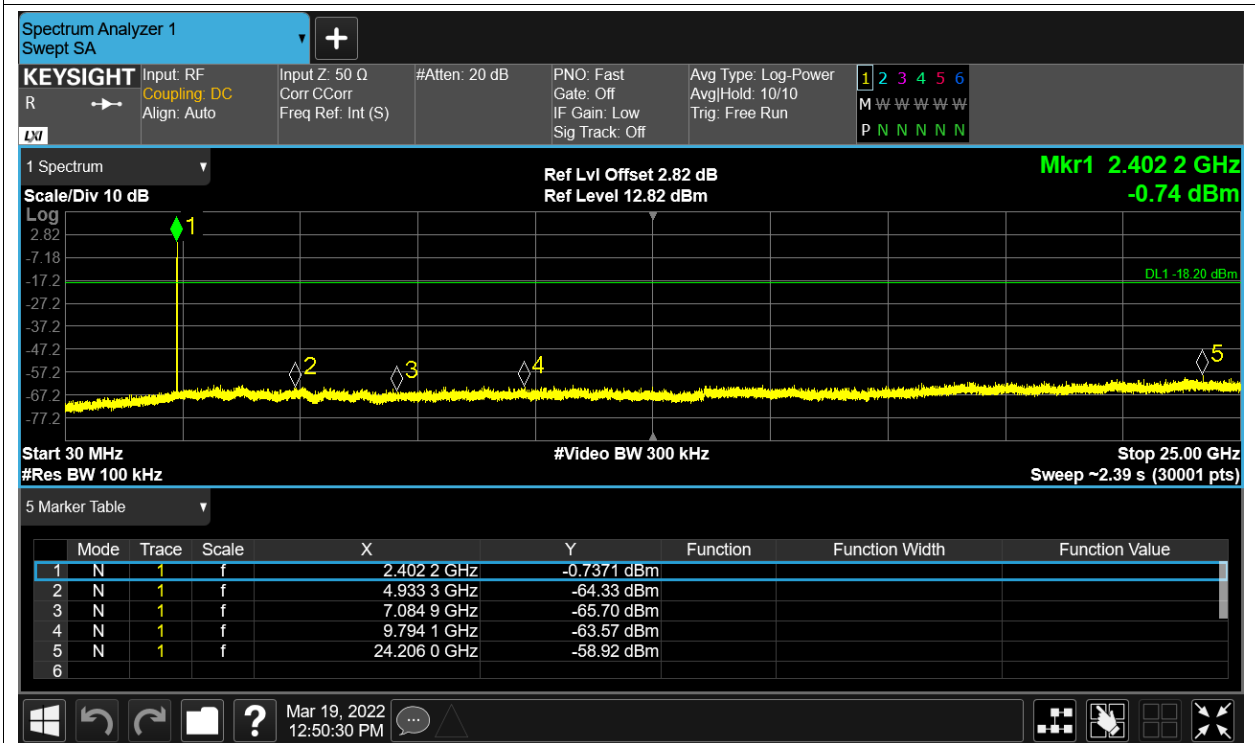 Spectrum Analyzer 1
Swept SA
KEYSIGHT
R
LXI
Input: RF
Coupling: DC
Align: Auto
Input Z: 50 Ω
Corr CCorr
Freq Ref: Int (S)
#Atten: 20 dB
PNO: Fast
Gate: Off
IF Gain: Low
Sig Track: Off
Avg Type: Log-Power
Avg|Hold: 10/10
Trig: Free Run
1 2 3 4 5 6
M W W W W W
P N N N N N
1 Spectrum
Scale/Div 10 dB
Ref Lvl Offset 2.82 dB
Ref Level 12.82 dBm
Mkr1 2.402 2 GHz
-0.74 dBm
Log
2.82
-7.18
-17.2
-27.2
-37.2
-47.2
-57.2
-67.2
-77.2
1
2
3
4
5
DL1 -18.20 dBm
Start 30 MHz
#Res BW 100 kHz
#Video BW 300 kHz
Stop 25.00 GHz
Sweep ~2.39 s (30001 pts)
5 Marker Table
Mode Trace Scale X Y Function Function Width Function Value
1 N 1 f 2.402 2 GHz -0.7371 dBm
2 N 1 f 4.933 3 GHz -64.33 dBm
3 N 1 f 7.084 9 GHz -65.70 dBm
4 N 1 f 9.794 1 GHz -63.57 dBm
5 N 1 f 24.206 0 GHz -58.92 dBm
6
?
Mar 19, 2022
12:50:30 PM